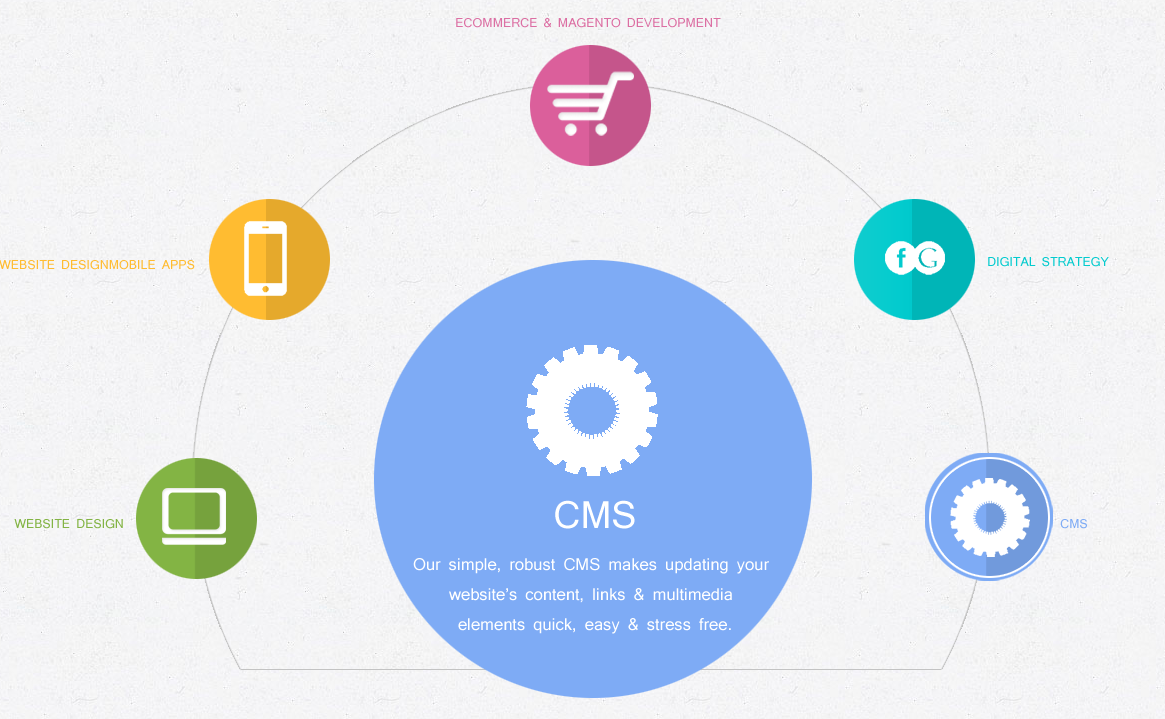 ECOMMERCE & MAGENTO DEVELOPMENT
WEBSITE DESIGNMOBILE APPS
f G
DIGITAL STRATEGY
WEBSITE DESIGN
CMS
CMS
Our simple, robust CMS makes updating your
website's content, links & multimedia
elements quick, easy & stress free.